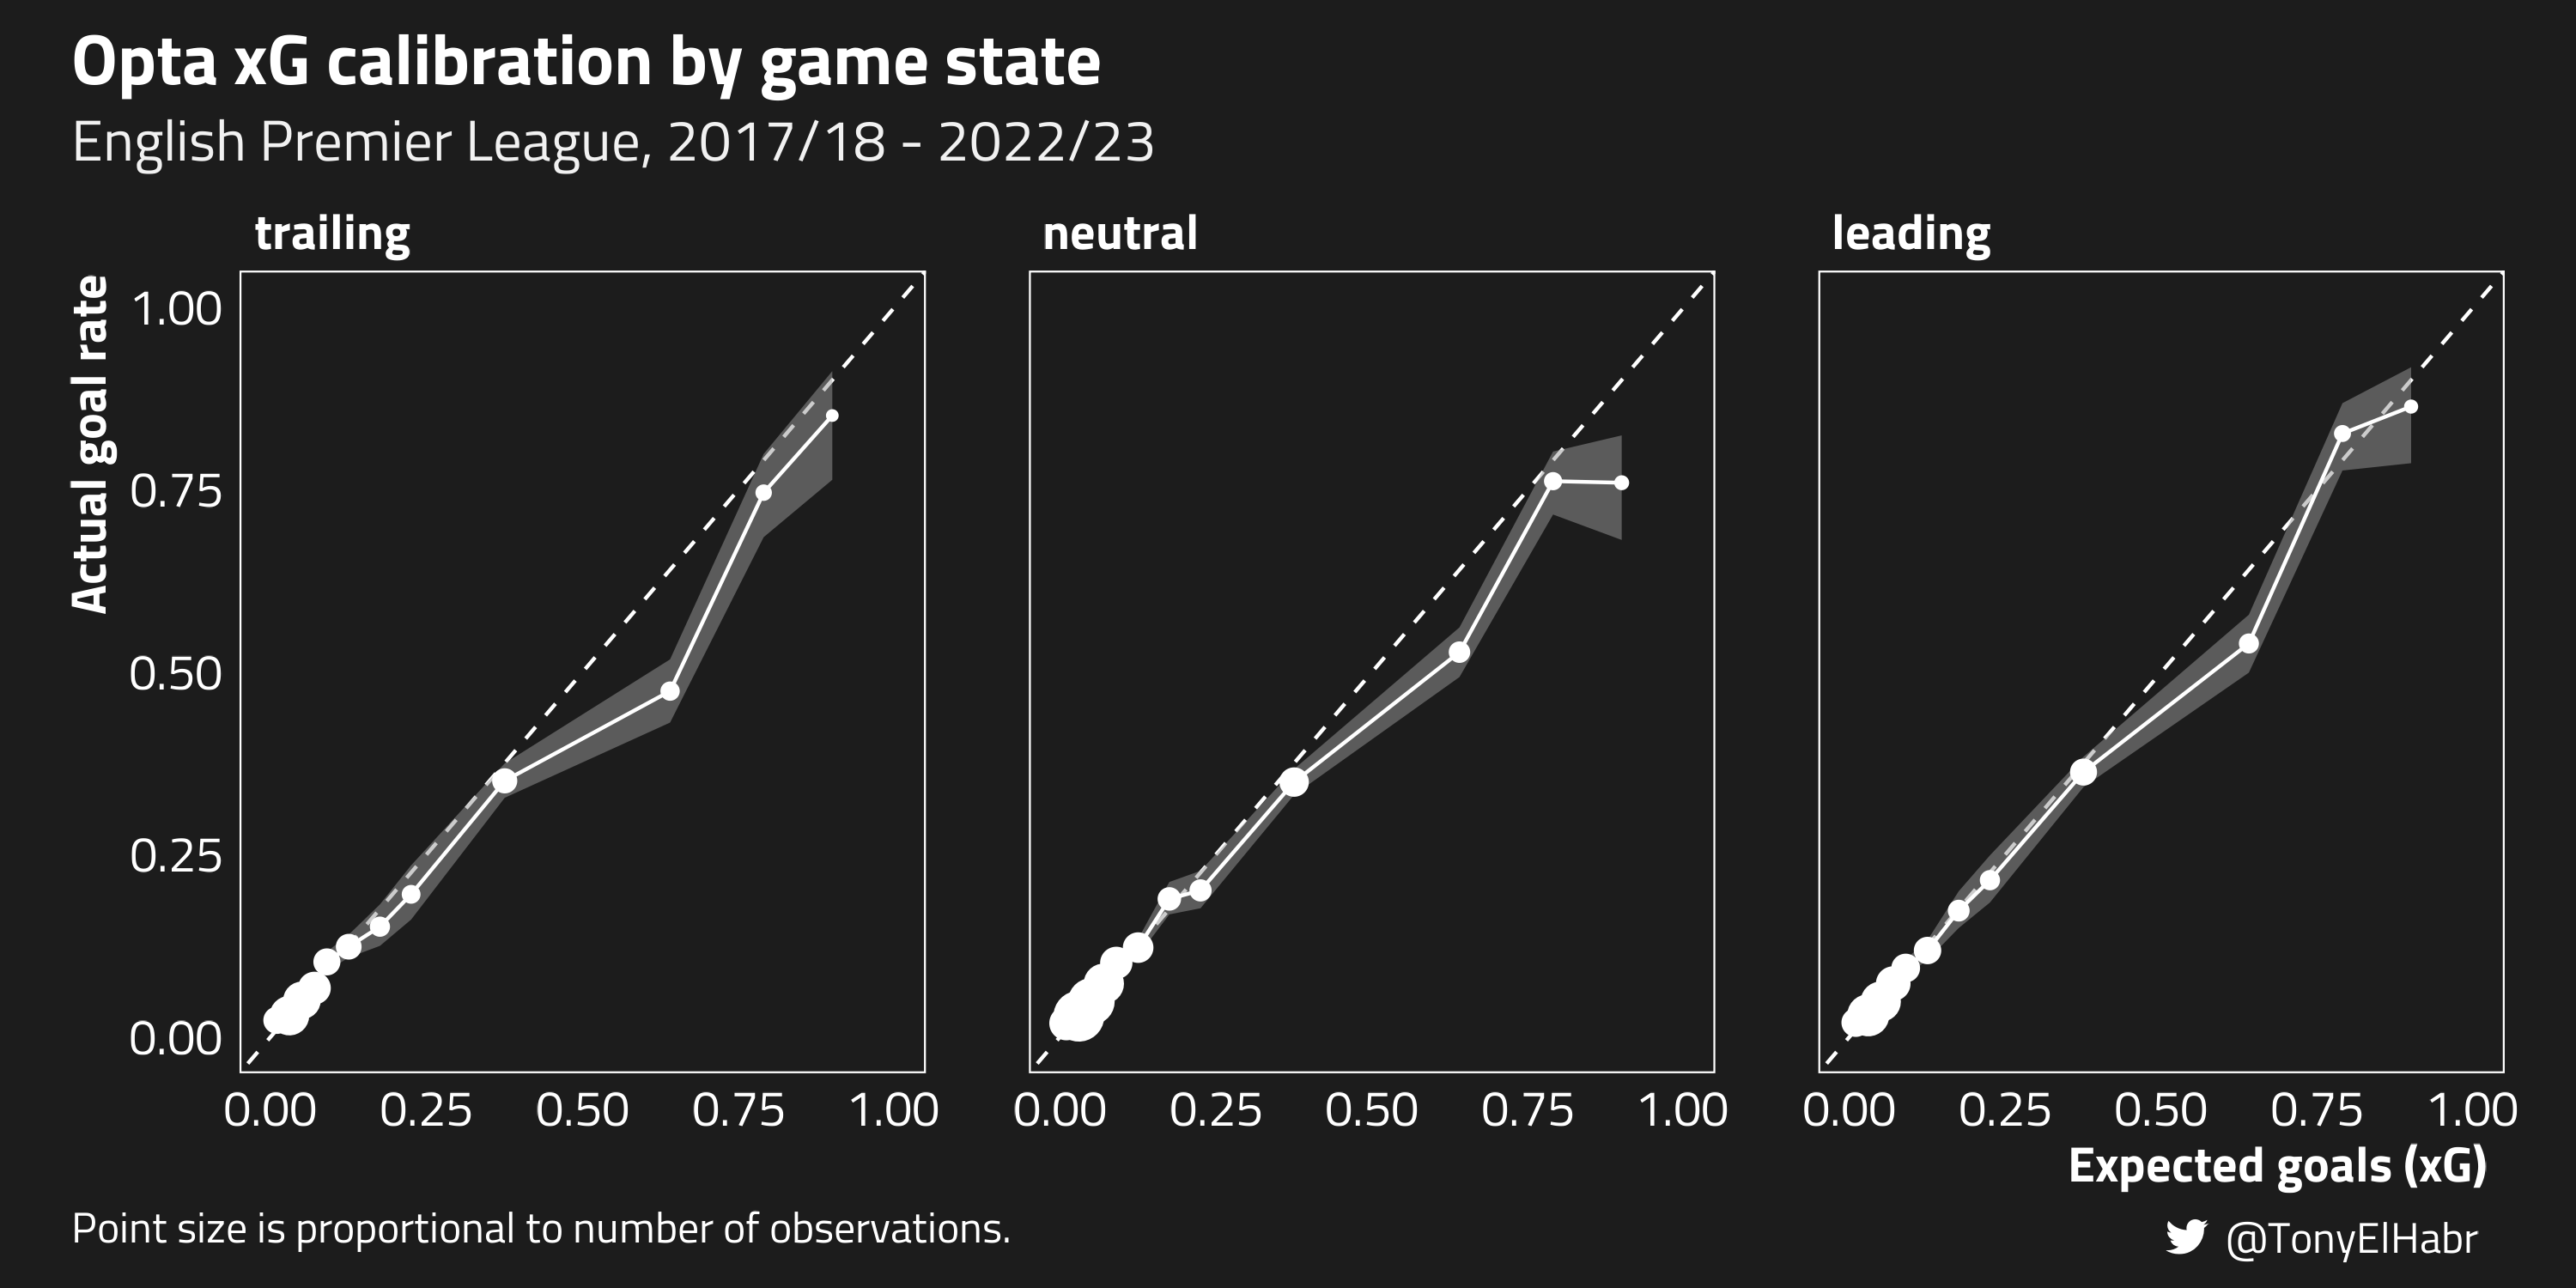 Opta xG calibration by game state
English Premier League, 2017/18 - 2022/23
trailing
neutral
leading
Actual goal rate
1.00
0.75
0.50
0.25
0.00
0.00 0.25 0.50 0.75 1.00
0.00 0.25 0.50 0.75 1.00
0.00 0.25 0.50 0.75 1.00
Expected goals (xG)
Point size is proportional to number of observations.
@TonyElHabr